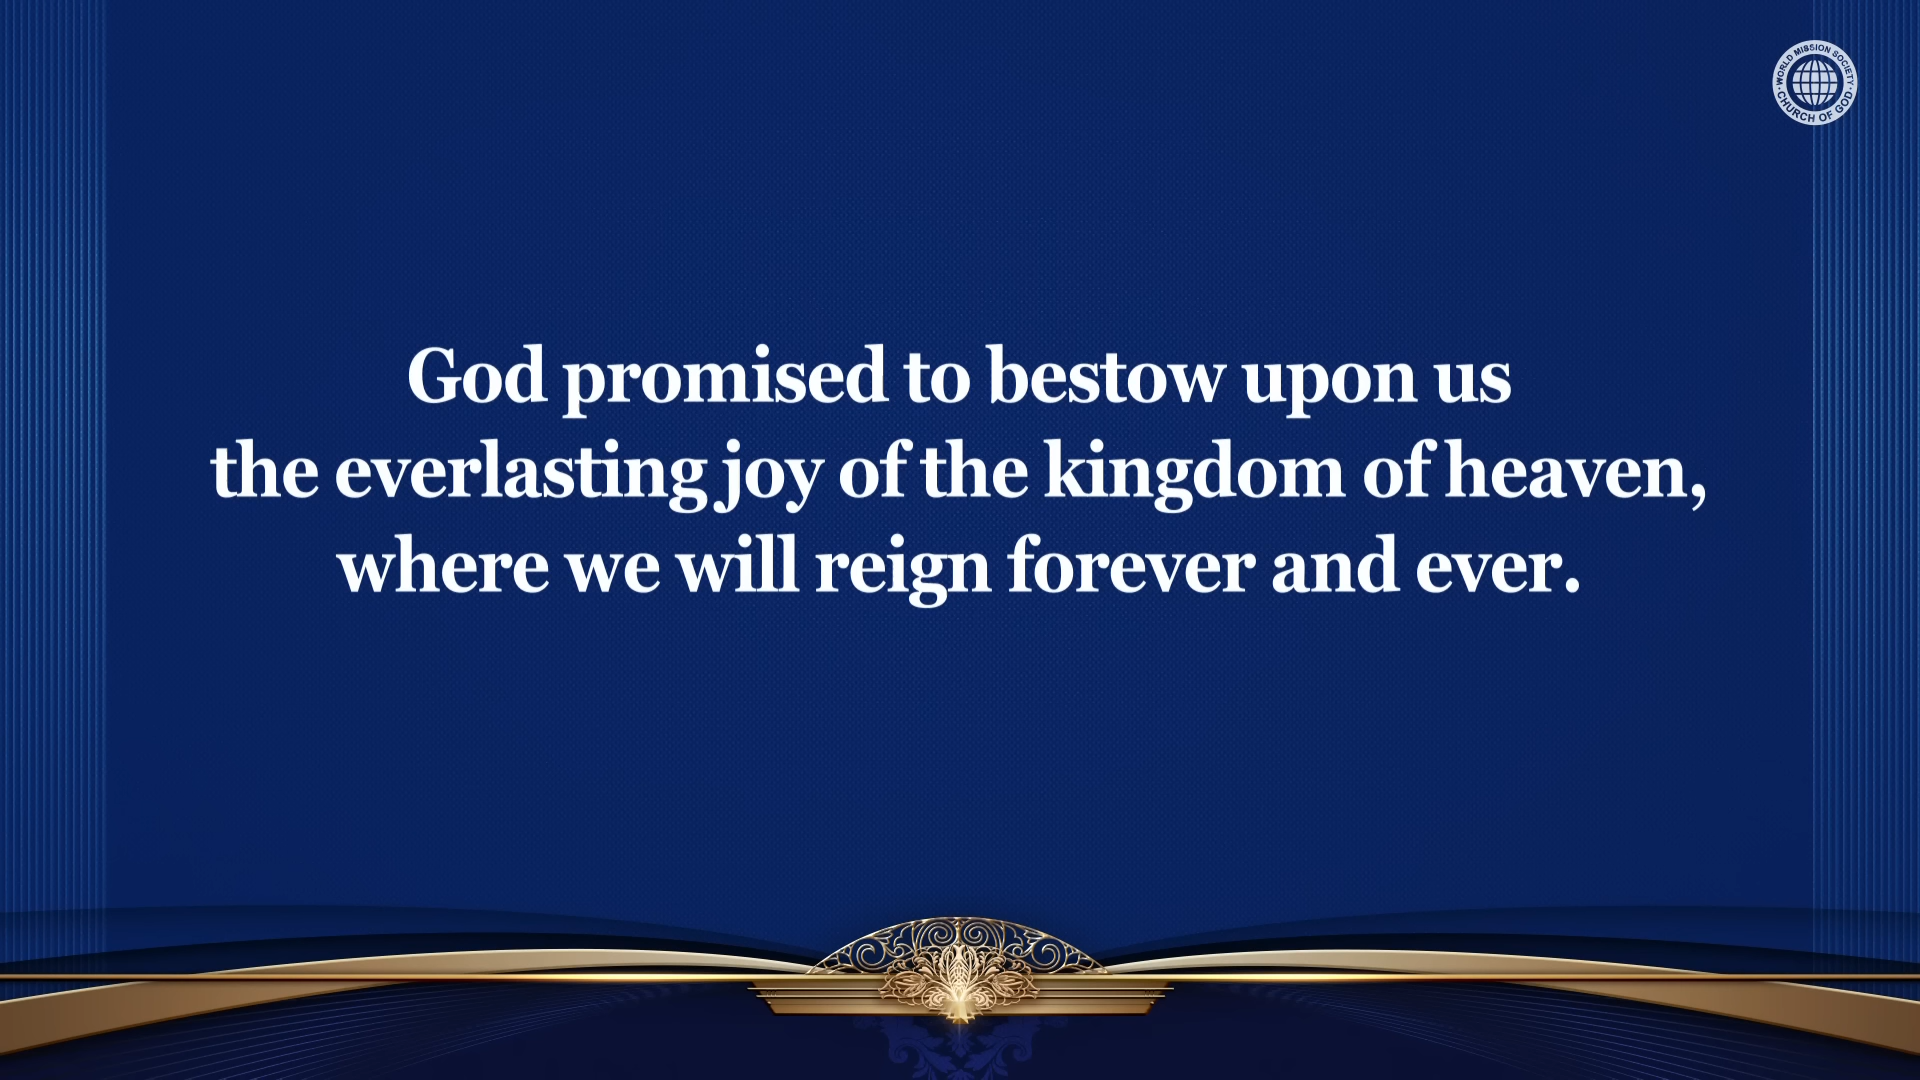 WORLD MISSION SOCIETY
CHURCH OF GOD
God promised to bestow upon us
the everlasting joy of the kingdom of heaven,
where we will reign forever and ever.